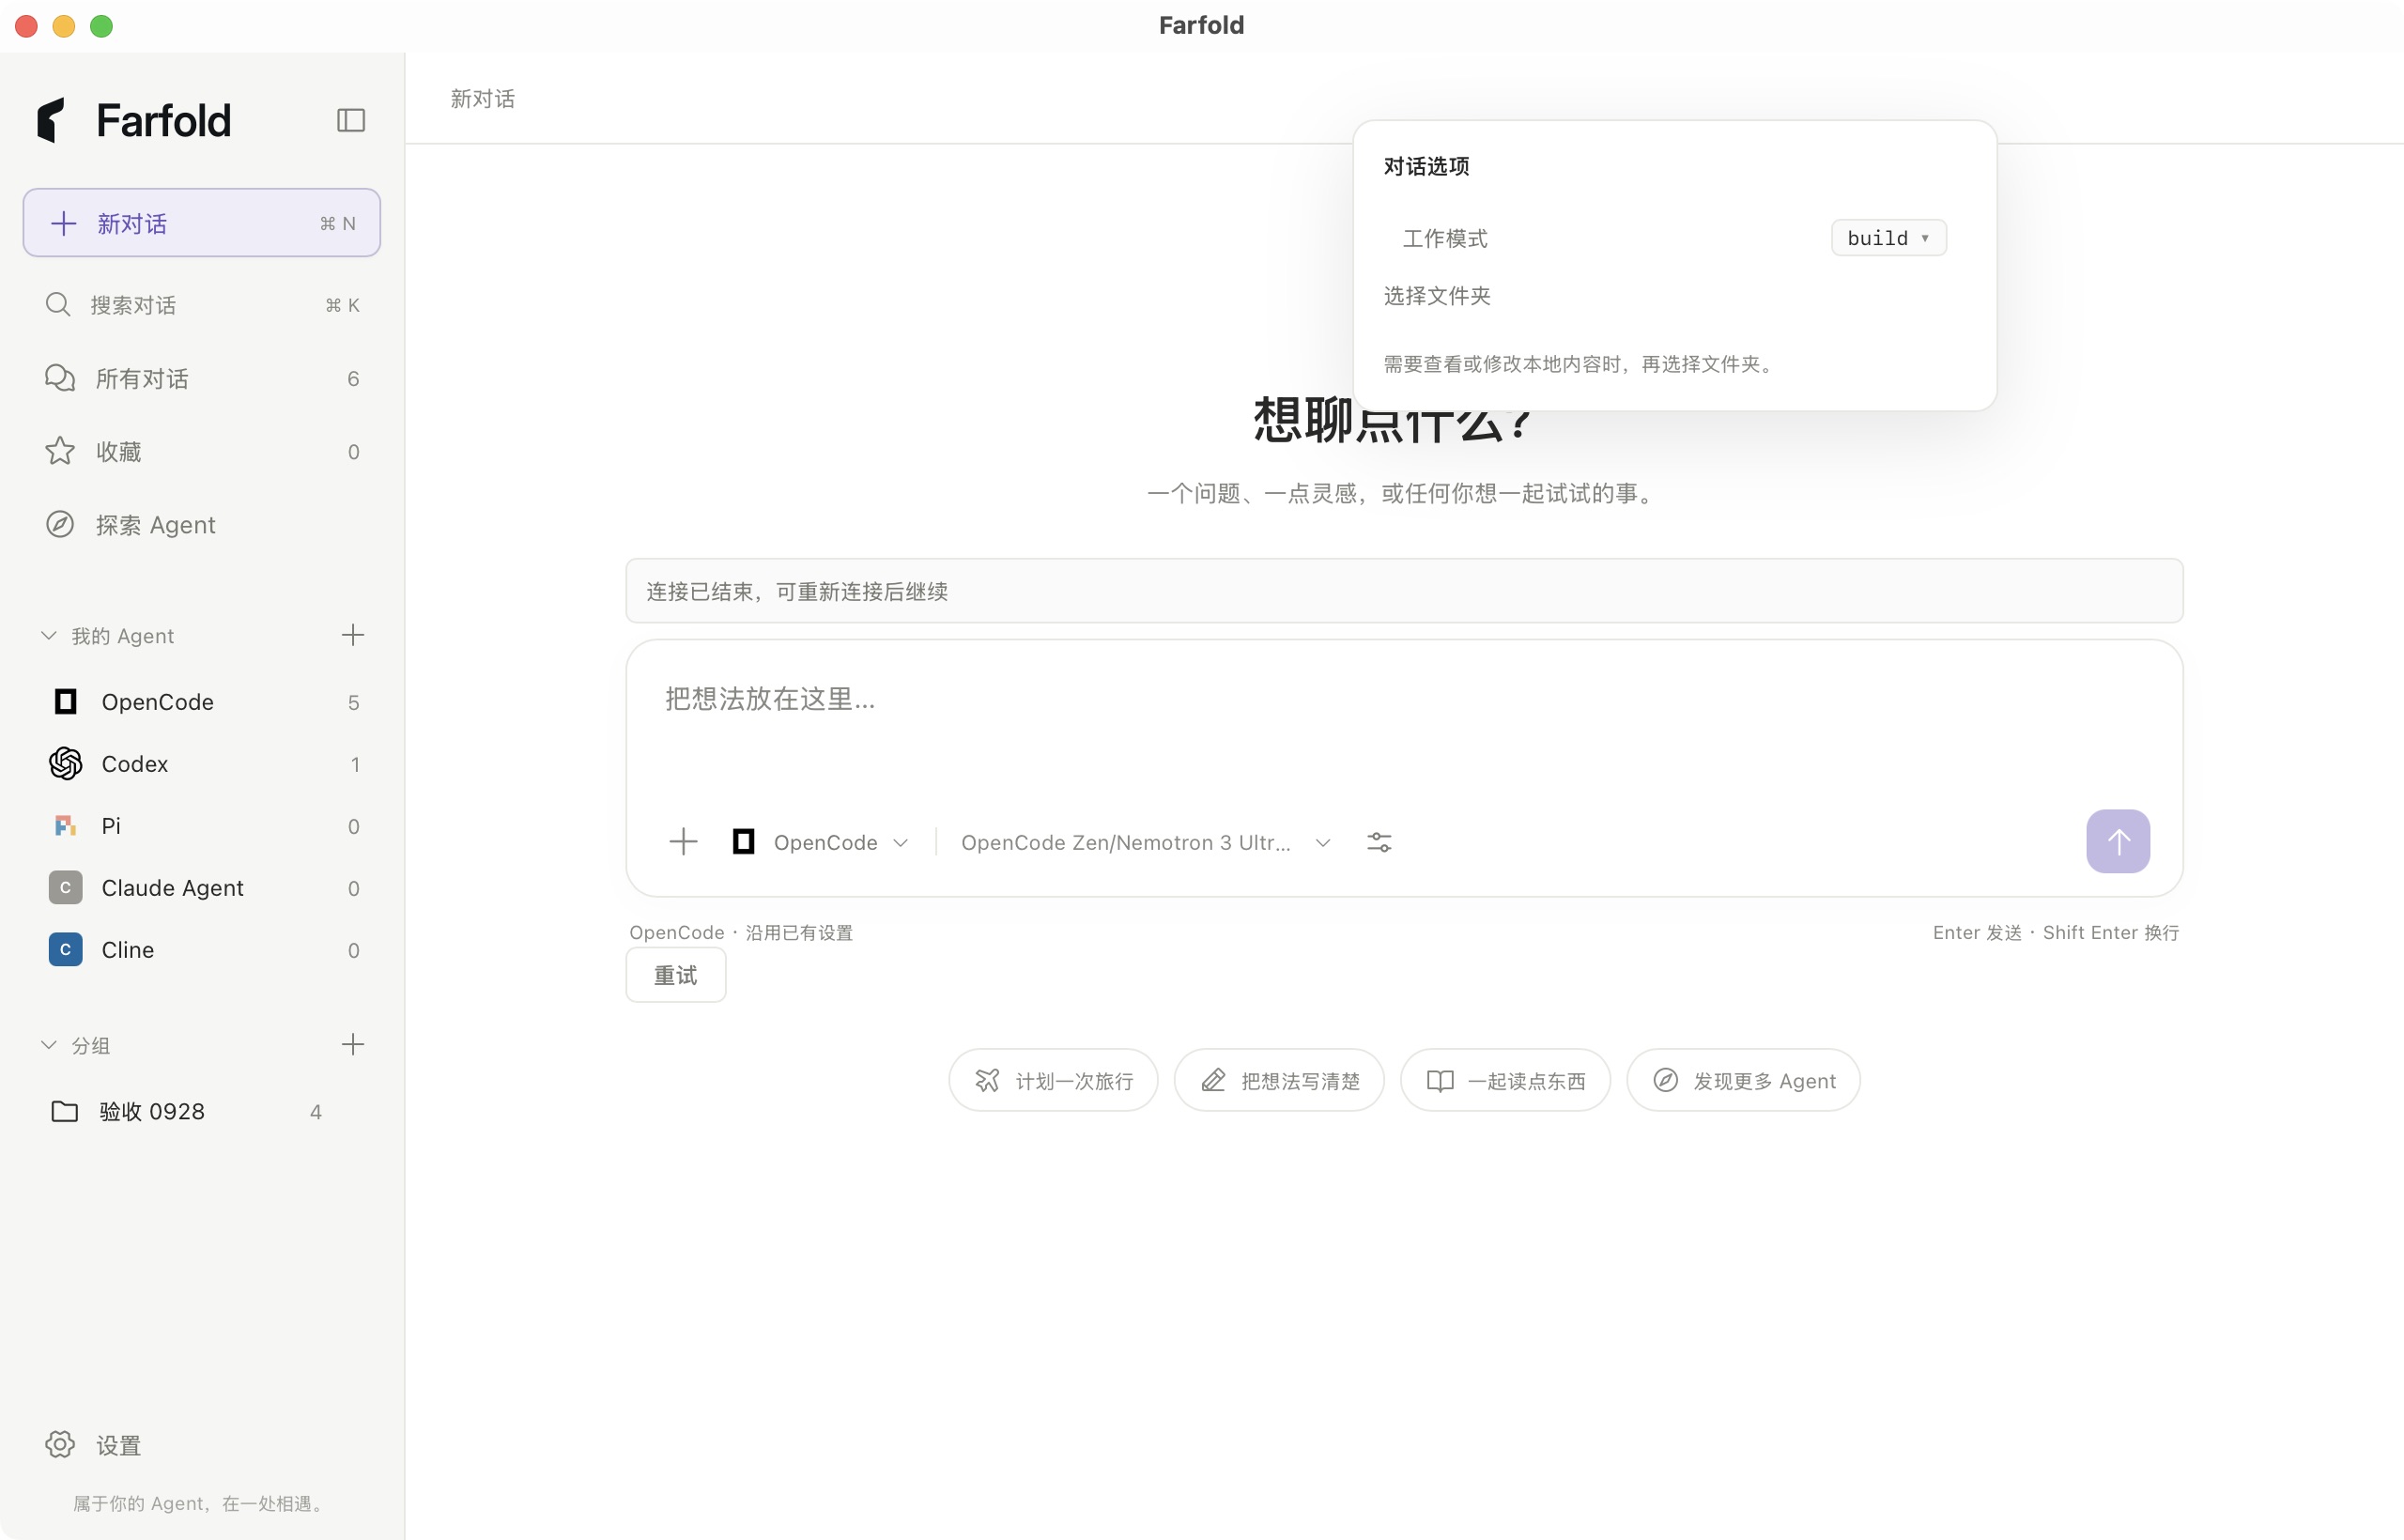 Farfold
Farfold
新对话 ⌘ N
搜索对话 ⌘ K
所有对话 6
收藏 0
探索 Agent
我的 Agent
OpenCode 5
Codex 1
Pi 0
C Claude Agent 0
C Cline 0
分组
验收 0928 4
设置
属于你的 Agent，在一处相遇。
新对话
对话选项
工作模式 build
选择文件夹
需要查看或修改本地内容时，再选择文件夹。
想聊点什么？
一个问题、一点灵感，或任何你想一起试试的事。
连接已结束，可重新连接后继续
把想法放在这里...
OpenCode OpenCode Zen/Nemotron 3 Ultr...
OpenCode · 沿用已有设置 Enter 发送 · Shift Enter 换行
重试
计划一次旅行 把想法写清楚 一起读点东西 发现更多 Agent